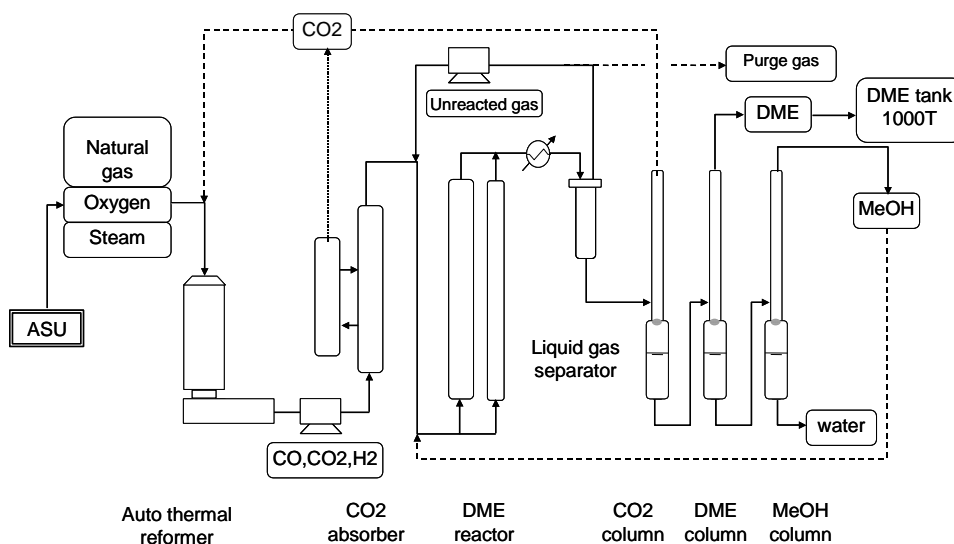 CO2
Purge gas
Unreacted gas
DME
DME tank
1000T
Natural
gas
Oxygen
Steam
MeOH
ASU
Liquid gas
separator
water
CO,CO2,H2
Auto thermal
reformer
CO2
absorber
DME
reactor
CO2
column
DME
column
MeOH
column